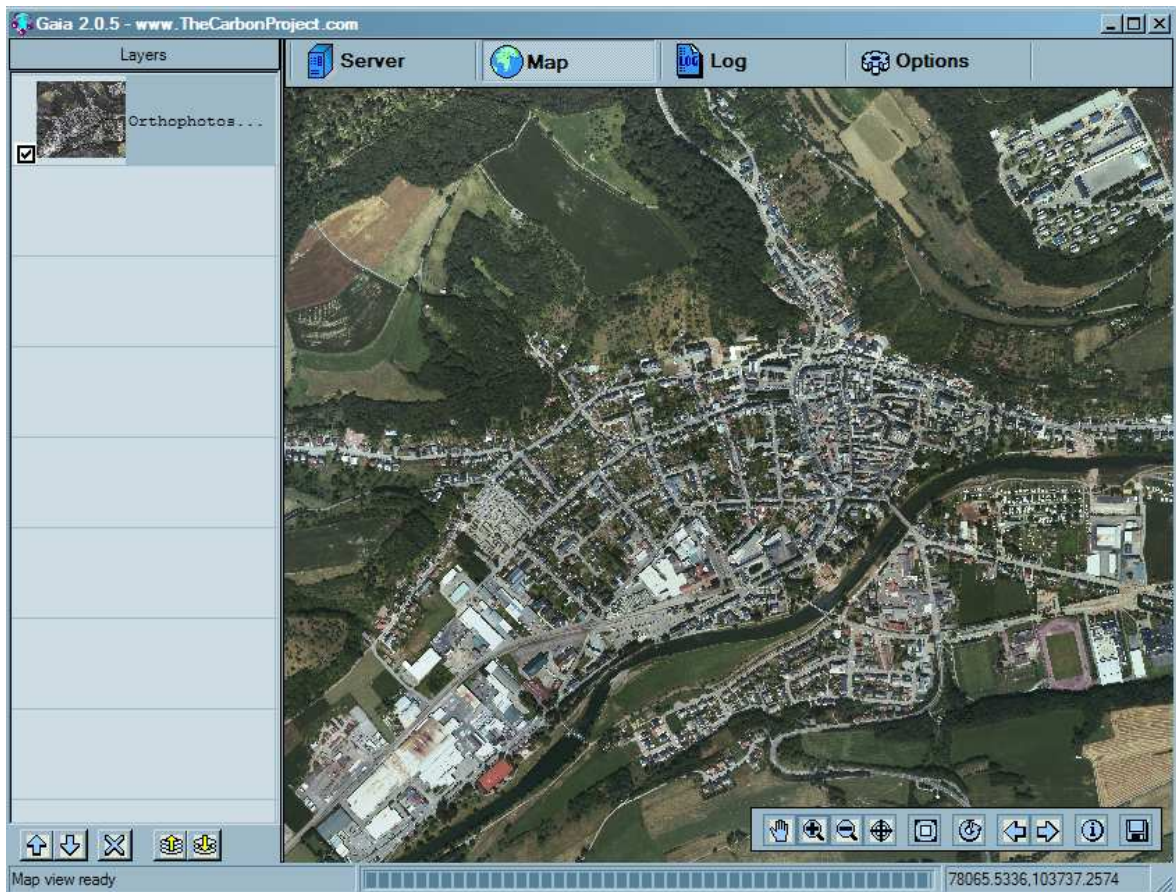 Gaia 2.0.5 - www.TheCarbonProject.com
Layers
Server
Map
LOG
Log
Options
Orthophotos...
Map view ready
78065.5336,103737.2574